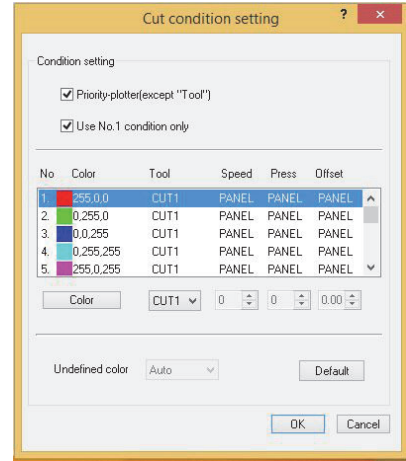 Cut condition setting ? ×
Condition setting
Priority-plotter(except "Tool")
Use No.1 condition only
No Color Tool Speed Press Offset
1. 255,0,0 CUT1 PANEL PANEL PANEL
2. 0,255,0 CUT1 PANEL PANEL PANEL
3. 0,0,255 CUT1 PANEL PANEL PANEL
4. 0,255,255 CUT1 PANEL PANEL PANEL
5. 255,0,255 CUT1 PANEL PANEL PANEL
Color CUT1 0 0 0.00
Undefined color Auto Default
OK Cancel